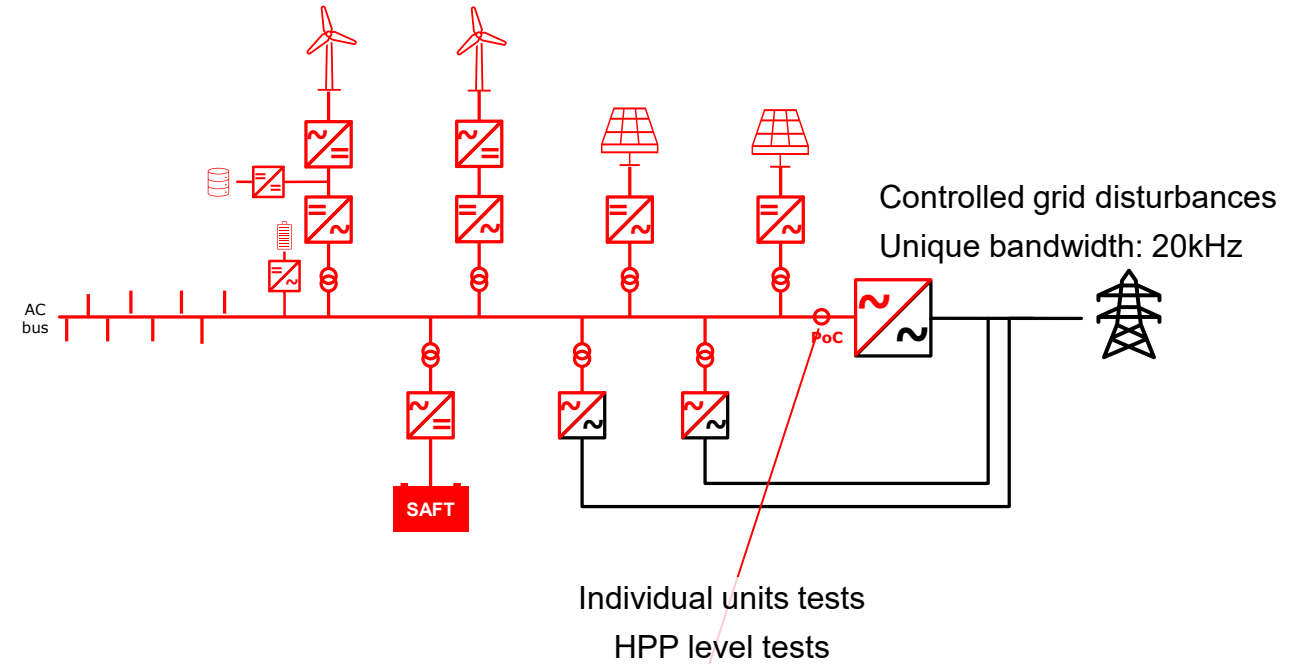 Controlled grid disturbances
Unique bandwidth: 20kHz
AC
bus
PoC
SAFT
Individual units tests
HPP level tests